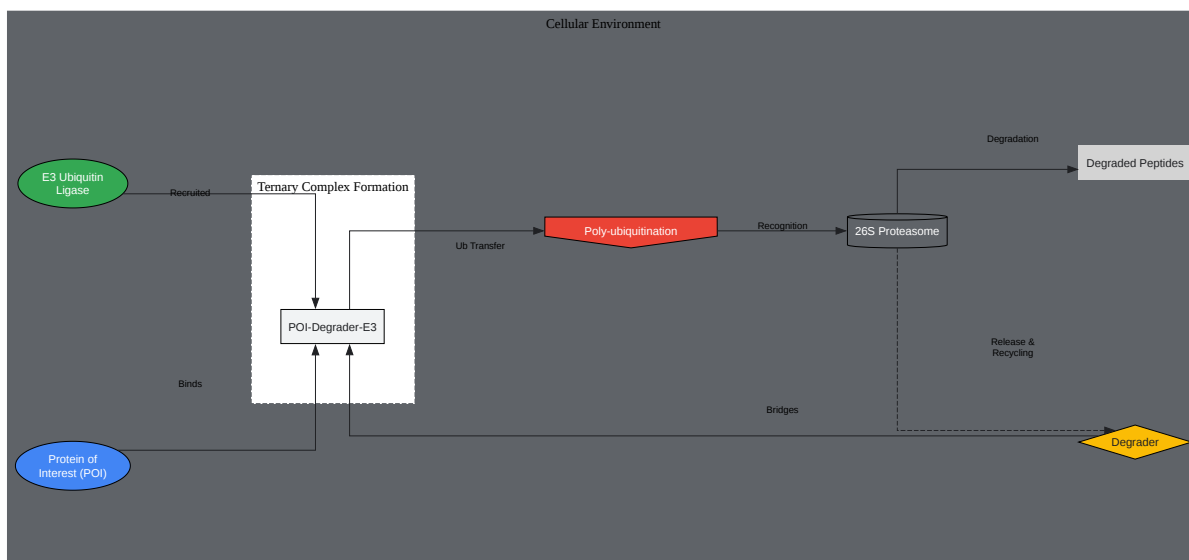 Cellular Environment
Degradation
E3 Ubiquitin
Ligase
Recruited
Ternary Complex Formation
Degraded Peptides
Ub Transfer
Poly-ubiquitination
Recognition
26S Proteasome
POI-Degrader-E3
Release &
Recycling
Binds
Bridges
Protein of
Interest (POI)
Degrader